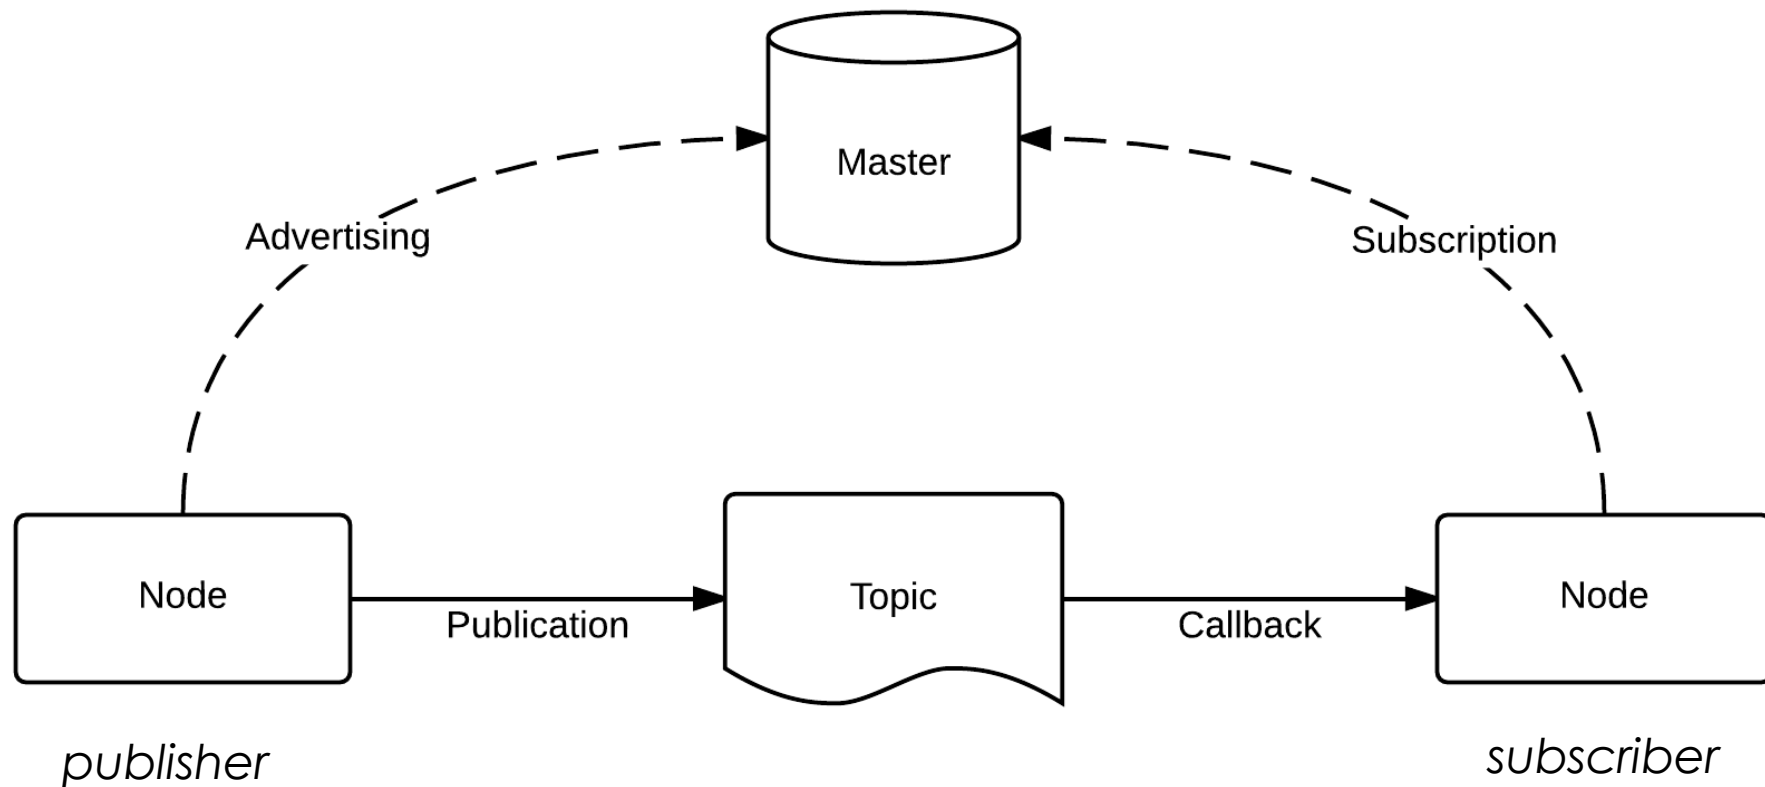 Master
Advertising
Subscription
Node
Topic
Node
Publication
Callback
publisher
subscriber